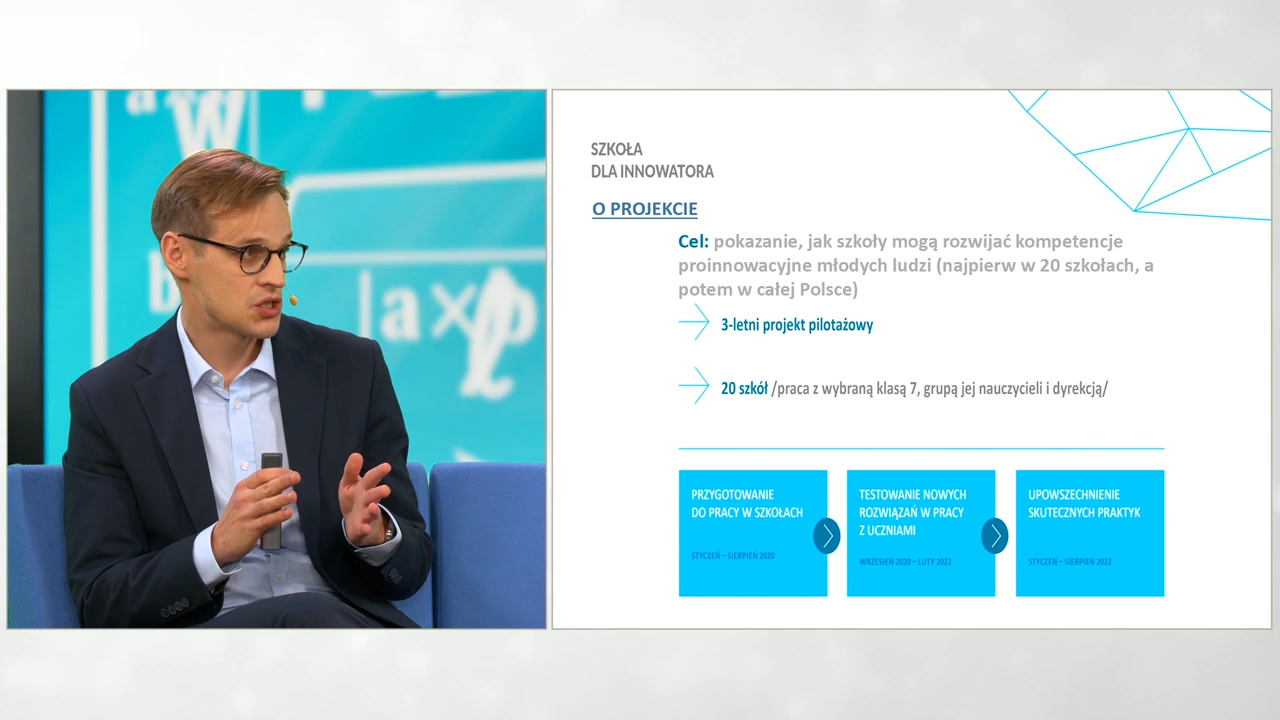 SZKOŁA
DLA INNOWATORA
O PROJEKCIE
Cel: pokazanie, jak szkoły mogą rozwijać kompetencje
proinnowacyjne młodych ludzi (najpierw w 20 szkołach, a
potem w całej Polsce)
3-letni projekt pilotażowy
20 szkół /praca z wybraną klasą 7, grupą jej nauczycieli i dyrekcją/
PRZYGOTOWANIE
DO PRACY W SZKOŁACH
STYCZEŃ – SIERPIEŃ 2020
TESTOWANIE NOWYCH
ROZWIĄZAŃ W PRACY
Z UCZNIAMI
WRZESIEŃ 2020 – LUTY 2022
UPOWSZECHNIENIE
SKUTECZNYCH PRAKTYK
STYCZEŃ – SIERPIEŃ 2022